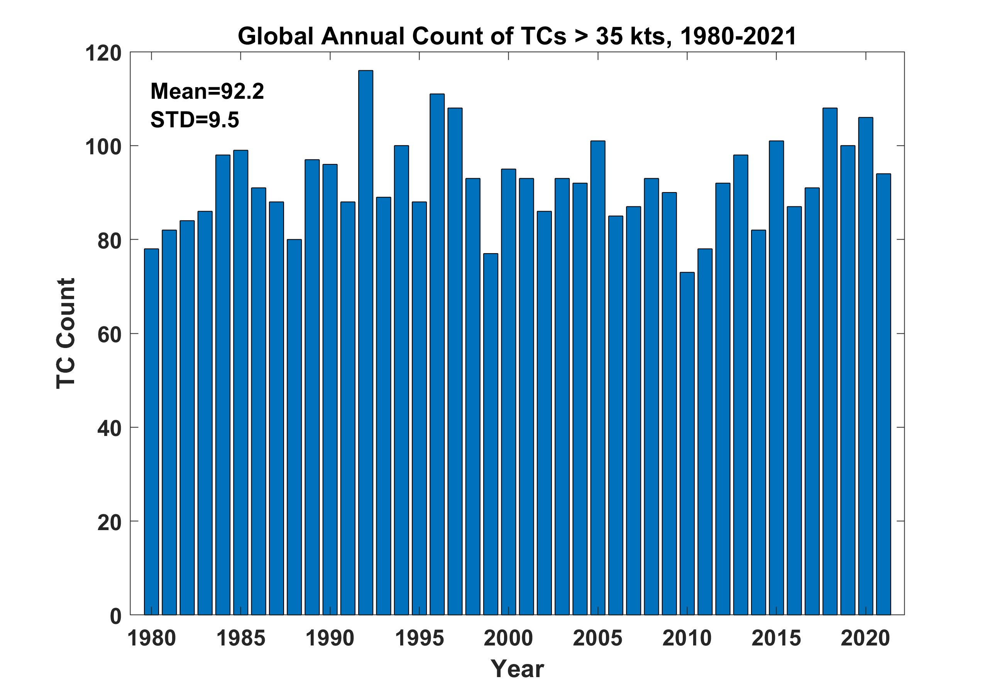 Global Annual Count of TCs > 35 kts, 1980-2021
Mean=92.2
STD=9.5
120
100
80
60
40
20
0
TC Count
1980 1985 1990 1995 2000 2005 2010 2015 2020
Year